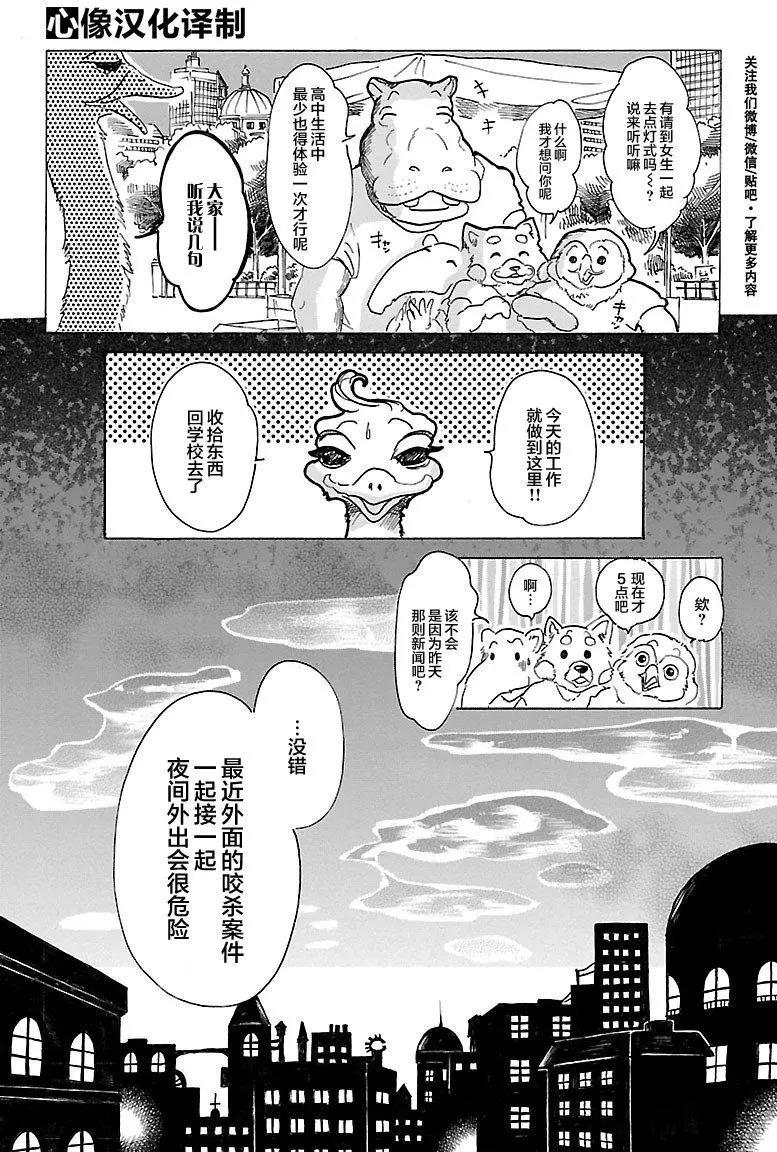 心像汉化译制
关注我们微博/微信/贴吧·了解更多内容
有请到女生一起
去点灯式吗~?
说来听听嘛
什么啊
我才想问你呢
高中生活中
最少也得体验
一次才行呢
大家——
听我说几句
キャッ
キャッ
今天的工作
就做到这里!!
收拾东西
回学校去了
欸?
现在才
5点吧
啊…
该不会
是因为昨天
那则新闻吧?
…没错
最近外面的咬杀案件
一起接一起
夜间外出会很危险